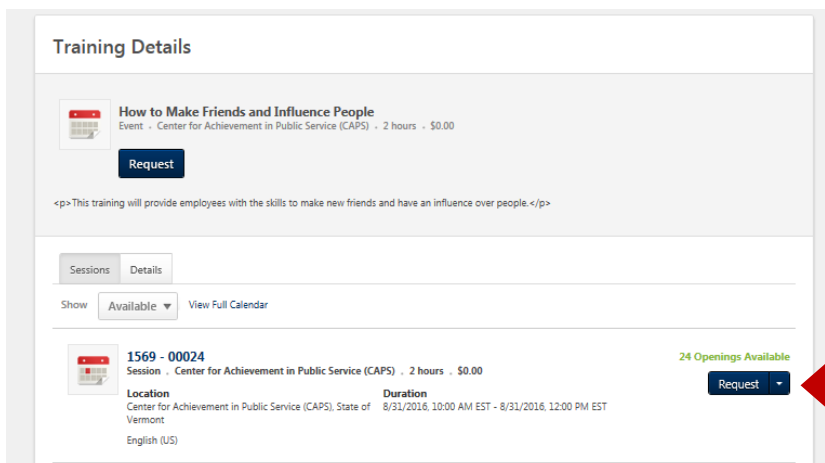 Training Details
How to Make Friends and Influence People
Event . Center for Achievement in Public Service (CAPS) . 2 hours . $0.00
Request
<p>This training will provide employees with the skills to make new friends and have an influence over people.</p>
Sessions Details
Show Available View Full Calendar
1569 - 00024
24 Openings Available
Session . Center for Achievement in Public Service (CAPS) . 2 hours . $0.00
Request
Location Duration
Center for Achievement in Public Service (CAPS), State of 8/31/2016, 10:00 AM EST - 8/31/2016, 12:00 PM EST
Vermont
English (US)